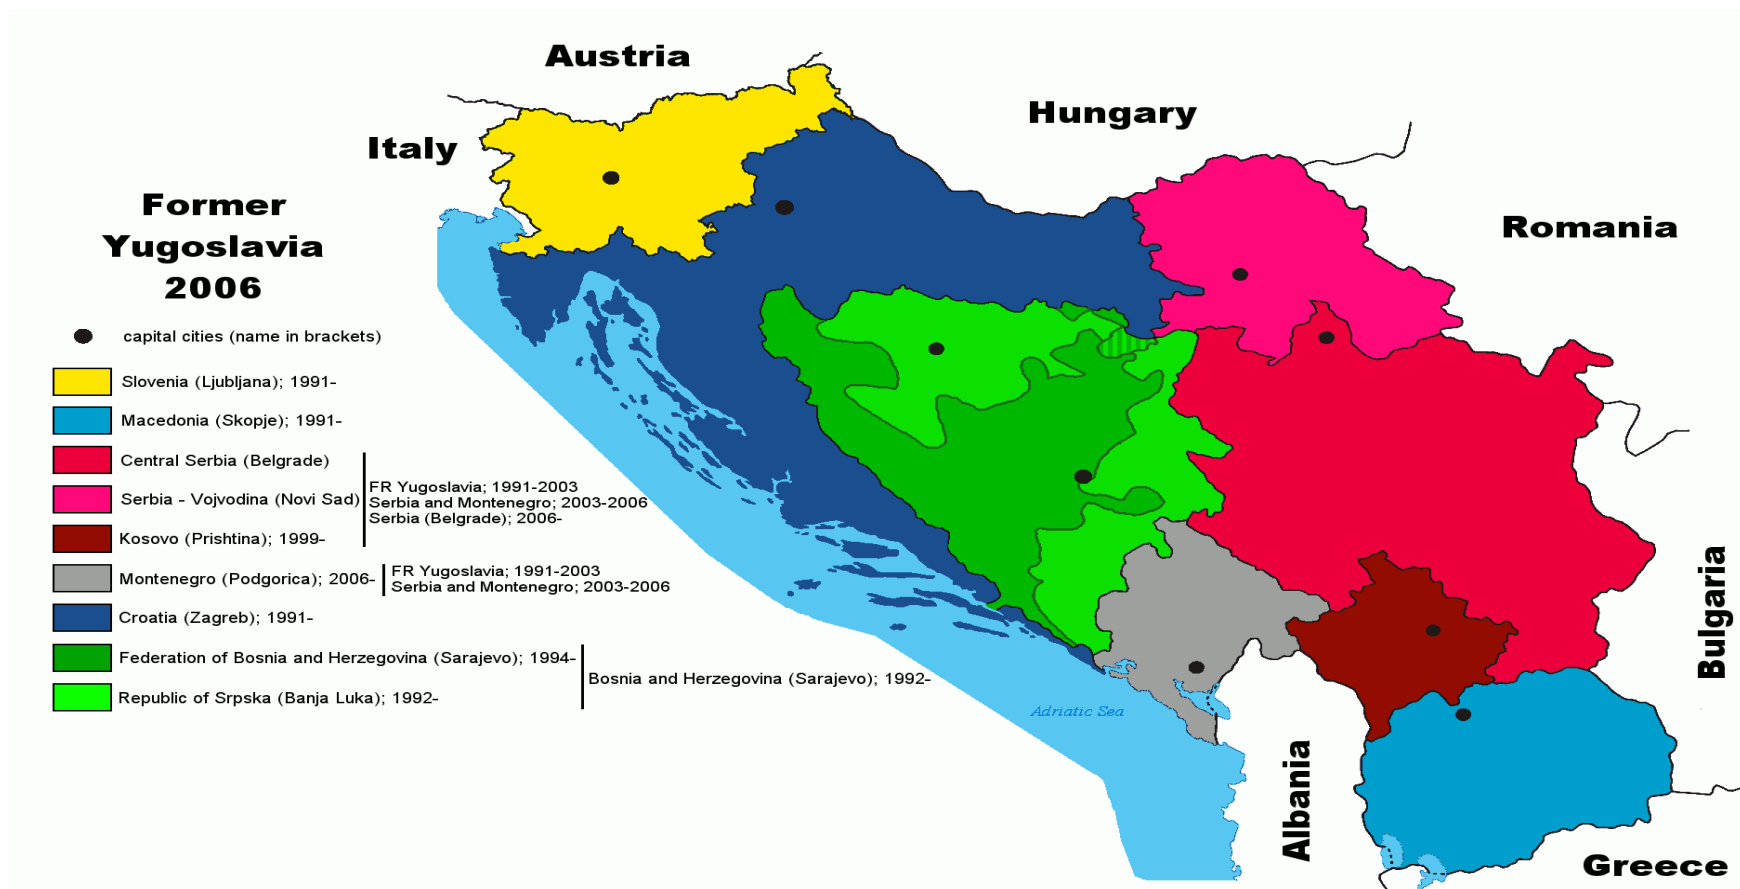 Austria
Hungary
Italy
Romania
Former
Yugoslavia
2006
capital cities (name in brackets)
Slovenia (Ljubljana); 1991-
Macedonia (Skopje); 1991-
Central Serbia (Belgrade)
Serbia - Vojvodina (Novi Sad)
Kosovo (Prishtina); 1999-
FR Yugoslavia; 1991-2003
Serbia and Montenegro; 2003-2006
Serbia (Belgrade); 2006-
Montenegro (Podgorica); 2006-
FR Yugoslavia; 1991-2003
Serbia and Montenegro; 2003-2006
Croatia (Zagreb); 1991-
Federation of Bosnia and Herzegovina (Sarajevo); 1994-
Republic of Srpska (Banja Luka); 1992-
Bosnia and Herzegovina (Sarajevo); 1992-
Adriatic Sea
Bulgaria
Albania
Greece